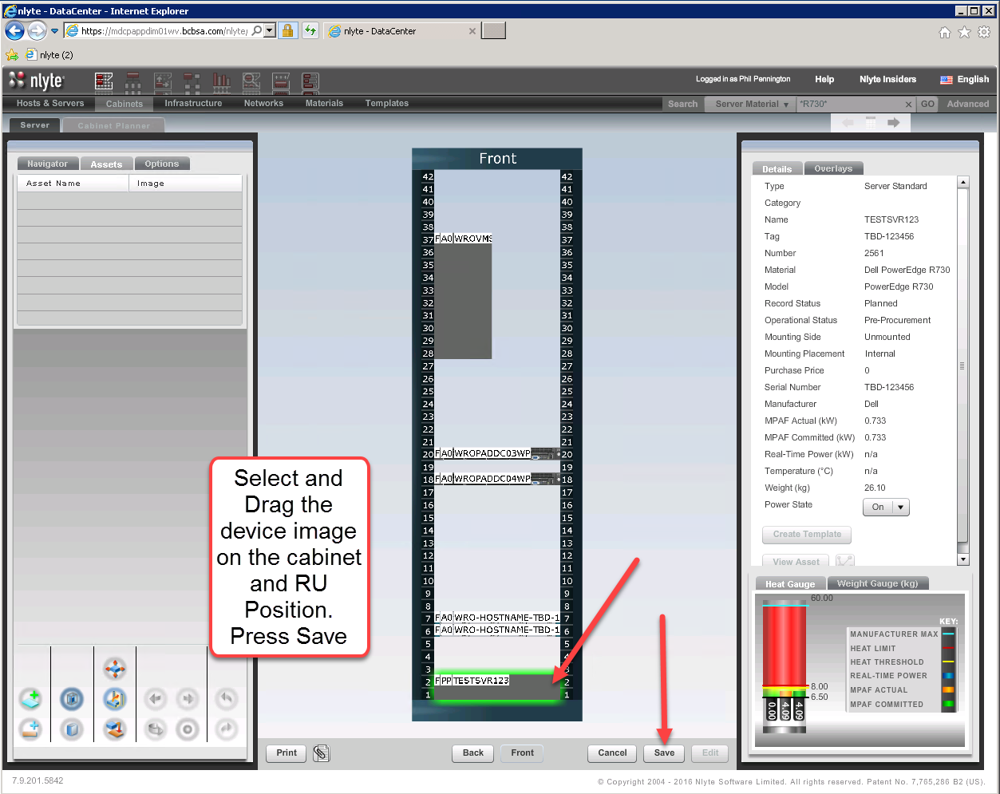 nlyte - DataCenter - Internet Explorer
https://mdcpappdim01wv.bcbsa.com/nlyte/
nlyte - DataCenter
nlyte (2)
nlyte
Logged in as Phil Pennington
Help
Nlyte Insiders
English
Hosts & Servers
Cabinets
Infrastructure
Networks
Materials
Templates
Search
Server Material
*R730*
GO
Advanced
Server
Cabinet Planner
Navigator
Assets
Options
Asset Name
Image
Front
42 42
41 41
40 40
39 39
38 38
37 F A0 WROVMS 37
36 36
35 35
34 34
33 33
32 32
31 31
30 30
29 29
28 28
27 27
26 26
25 25
24 24
23 23
22 22
21 21
20 F A0 WROPADDC03WP 20
19 19
18 F A0 WROPADDC04WP 18
17 17
16 16
15 15
14 14
13 13
12 12
11 11
10 10
9 9
8 8
7 F A0 WRO-HOSTNAME-TBD-1 7
6 F A0 WRO-HOSTNAME-TBD-1 6
5 5
4 4
3 3
2 F PP TESTSVR123 2
1 1
Select and
Drag the
device image
on the cabinet
and RU
Position.
Press Save
Print
Back
Front
Cancel
Save
Edit
Details
Overlays
Type Server Standard
Category
Name TESTSVR123
Tag TBD-123456
Number 2561
Material Dell PowerEdge R730
Model PowerEdge R730
Record Status Planned
Operational Status Pre-Procurement
Mounting Side Unmounted
Mounting Placement Internal
Purchase Price 0
Serial Number TBD-123456
Manufacturer Dell
MPAF Actual (kW) 0.733
MPAF Committed (kW) 0.733
Real-Time Power (kW) n/a
Temperature (°C) n/a
Weight (kg) 26.10
Power State On
Create Template
View Asset
Heat Gauge
Weight Gauge (kg)
60.00
8.00
6.50
0.00
4.09
4.09
KEY:
MANUFACTURER MAX
HEAT LIMIT
HEAT THRESHOLD
REAL-TIME POWER
MPAF ACTUAL
MPAF COMMITTED
7.9.201.5842
© Copyright 2004 - 2016 Nlyte Software Limited. All rights reserved. Patent No. 7,765,286 B2 (US).